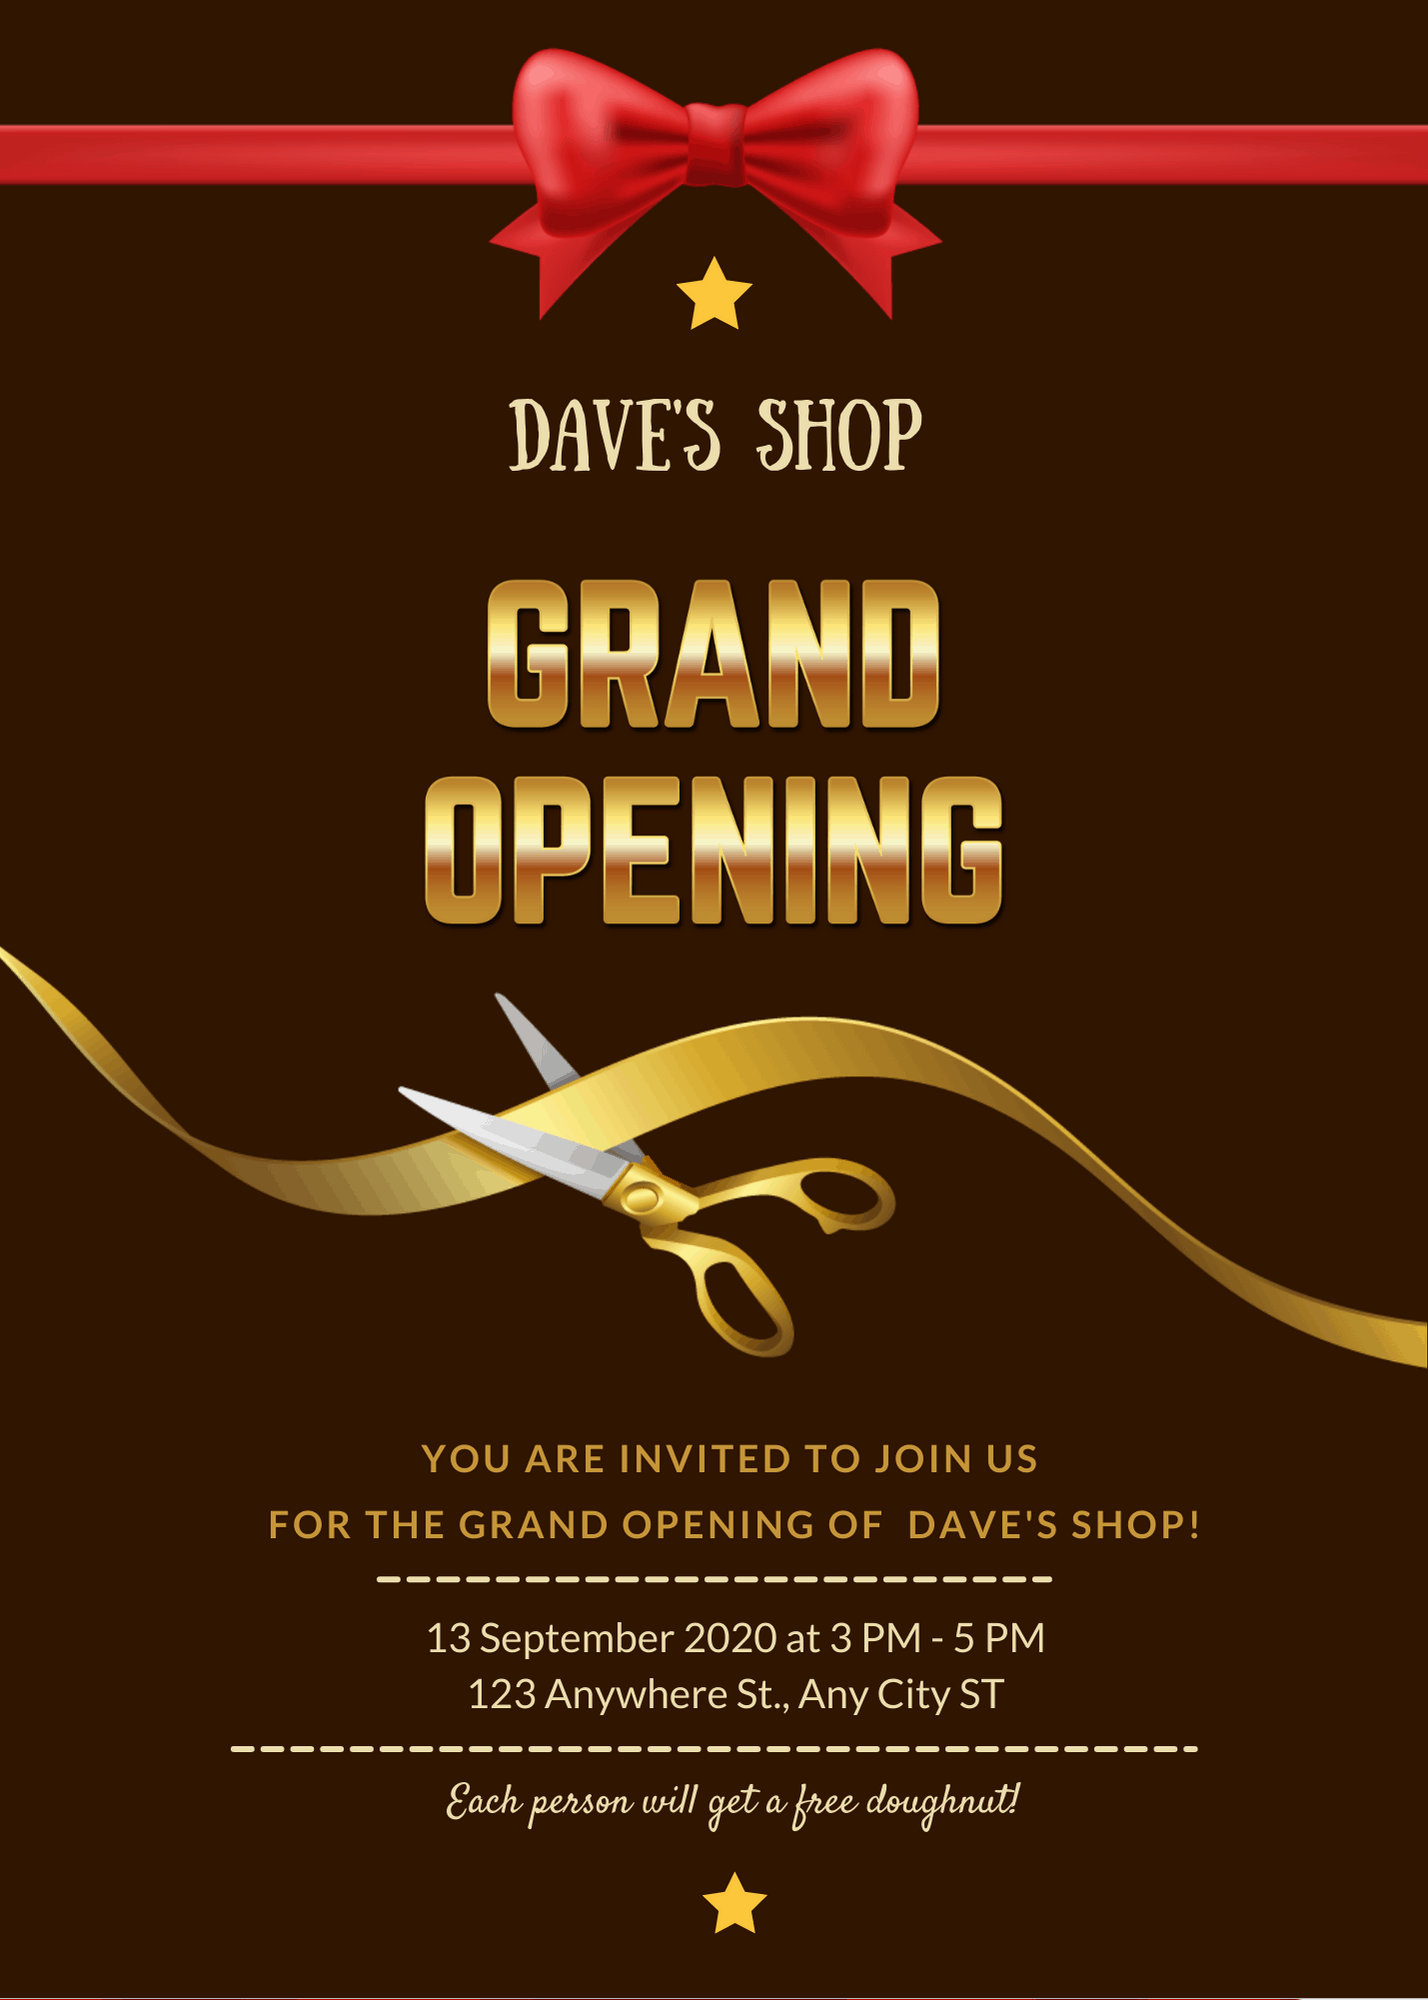 DAVE'S SHOP
GRAND
OPENING
YOU ARE INVITED TO JOIN US
FOR THE GRAND OPENING OF DAVE'S SHOP!
13 September 2020 at 3 PM - 5 PM
123 Anywhere St., Any City ST
Each person will get a free doughnut!